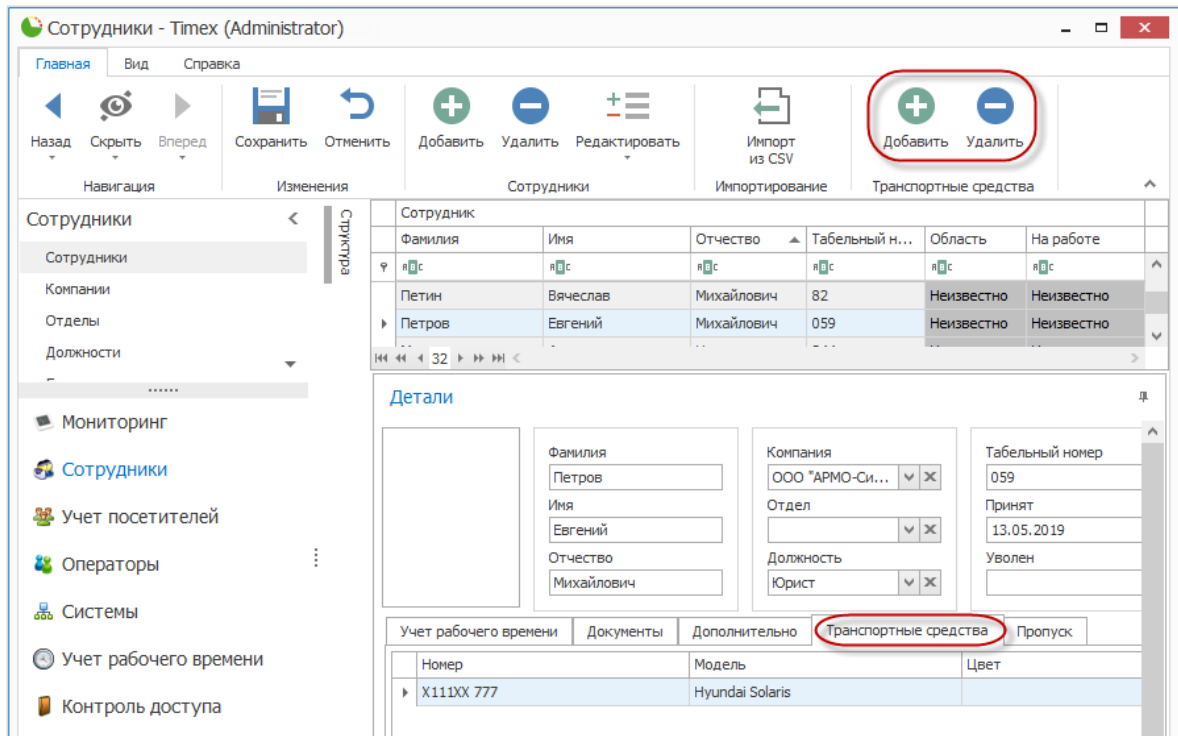 Сотрудники - Timex (Administrator)
Главная Вид Справка
Назад Скрыть Вперед Сохранить Отменить Добавить Удалить Редактировать Импорт из CSV Добавить Удалить
Навигация Изменения Сотрудники Импортирование Транспортные средства
Сотрудники
Сотрудники
Компании
Отделы
Должности
Структура
Сотрудник
Фамилия Имя Отчество Табельный н... Область На работе
Петин Вячеслав Михайлович 82 Неизвестно Неизвестно
Петров Евгений Михайлович 059 Неизвестно Неизвестно
32
Мониторинг
Сотрудники
Учет посетителей
Операторы
Системы
Учет рабочего времени
Контроль доступа
Детали
Фамилия Компания Табельный номер
Петров ООО "АРМО-Си... 059
Имя Отдел Принят
Евгений 13.05.2019
Отчество Должность Уволен
Михайлович Юрист
Учет рабочего времени Документы Дополнительно Транспортные средства Пропуск
Номер Модель Цвет
Х111ХХ 777 Hyundai Solaris